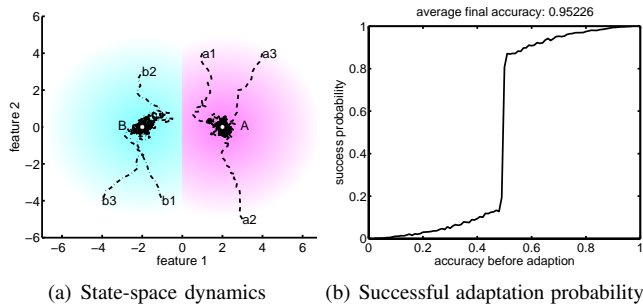 average final accuracy: 0.95226
6
4
2
0
−2
−4
−6
−6 −4 −2 0 2 4 6
feature 2
feature 1
a1
a3
b2
B
A
b3
b1
a2
1
0.8
0.6
0.4
0.2
0
0 0.2 0.4 0.6 0.8 1
success probability
accuracy before adaption
(a) State-space dynamics
(b) Successful adaptation probability